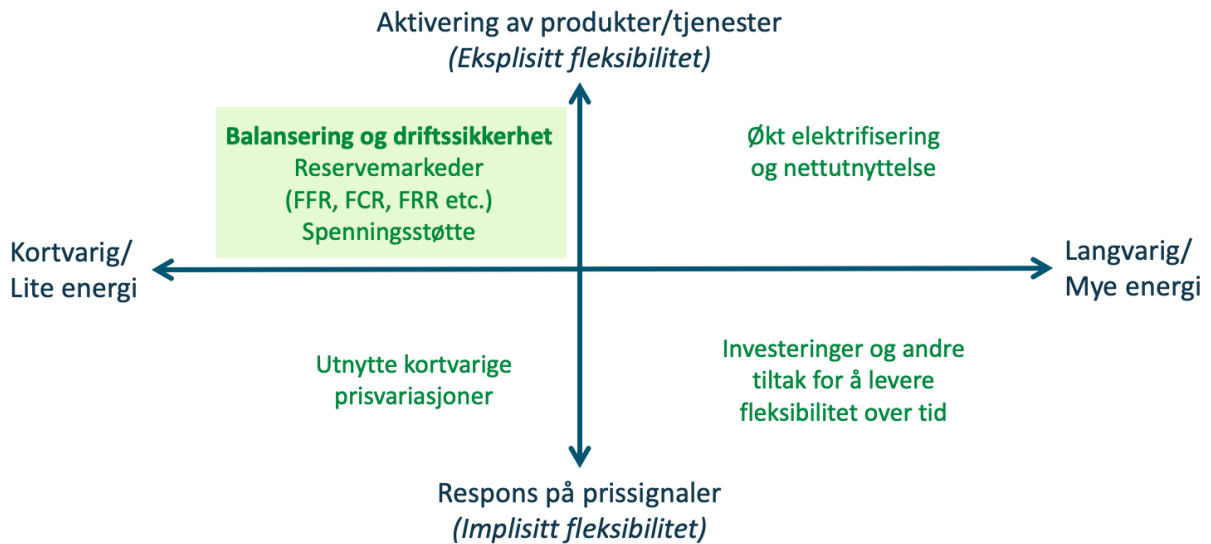 Aktivering av produkter/tjenester
(Eksplisitt fleksibilitet)
Balansering og driftssikkerhet
Reservemarkeder
(FFR, FCR, FRR etc.)
Spenningsstøtte
Økt elektrifisering
og nettutnyttelse
Kortvarig/
Lite energi
Langvarig/
Mye energi
Utnytte kortvarige
prisvariasjoner
Investeringer og andre
tiltak for å levere
fleksibilitet over tid
Respons på prissignaler
(Implisitt fleksibilitet)